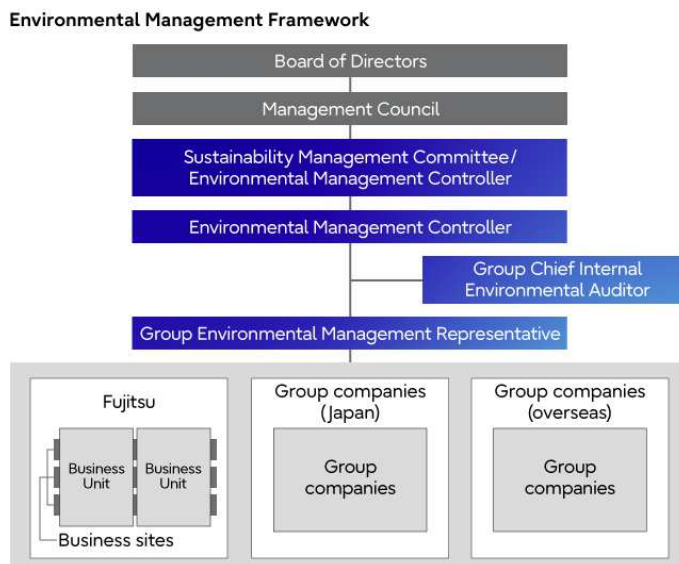 Environmental Management Framework
Board of Directors
Management Council
Sustainability Management Committee/
Environmental Management Controller
Environmental Management Controller
Group Chief Internal
Environmental Auditor
Group Environmental Management Representative
Fujitsu
Business
Unit
Business
Unit
Business sites
Group companies
(Japan)
Group
companies
Group companies
(overseas)
Group
companies